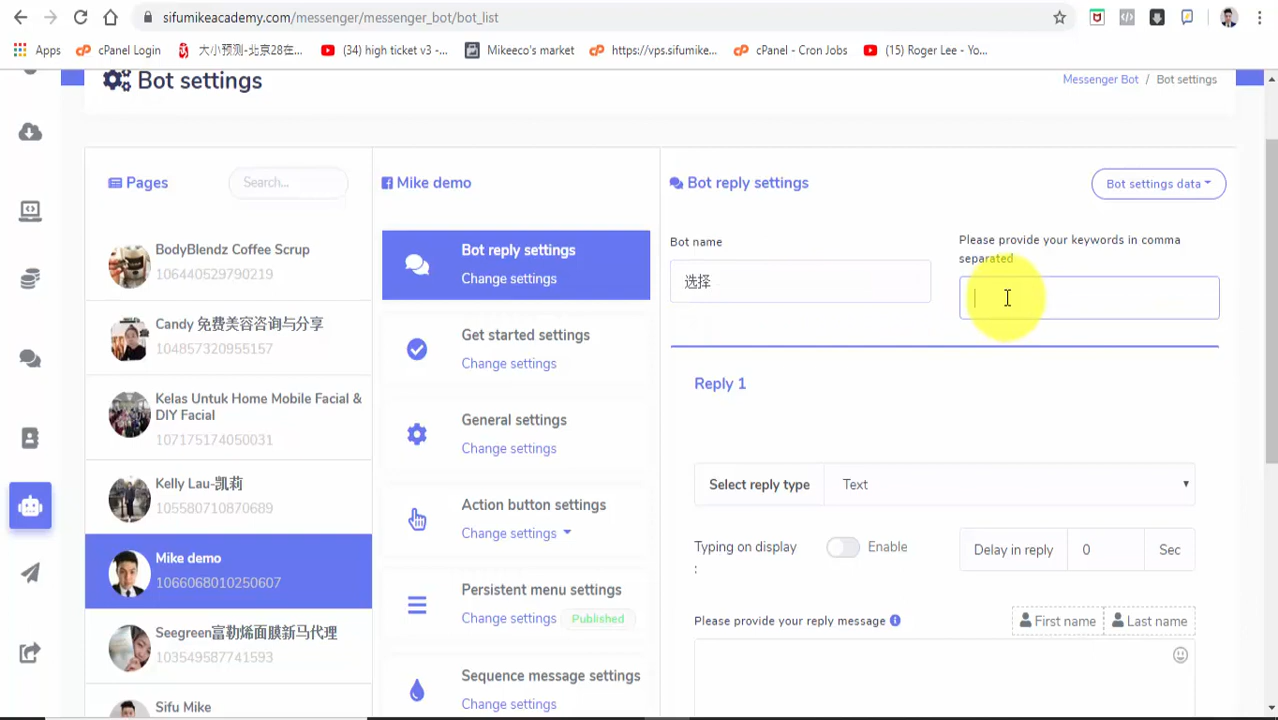 sifumikeacademy.com/messenger/messenger_bot/bot_list
Apps
cPanel Login
大小预测-北京28在...
(34) high ticket v3 -...
Mikeeco's market
https://vps.sifumike...
cPanel - Cron Jobs
(15) Roger Lee - Yo...
Bot settings
Messenger Bot / Bot settings
Pages
Search...
BodyBlendz Coffee Scrup
106440529790219
Candy 免费美容咨询与分享
104857320955157
Kelas Untuk Home Mobile Facial &
DIY Facial
107175174050031
Kelly Lau-凯莉
105580710870689
Mike demo
1066068010250607
Seegreen富勒烯面膜新马代理
103549587741593
Sifu Mike
Mike demo
Bot reply settings
Change settings
Get started settings
Change settings
General settings
Change settings
Action button settings
Change settings
Persistent menu settings
Change settings Published
Sequence message settings
Change settings
Bot reply settings
Bot settings data
Bot name
选择
Please provide your keywords in comma
separated
Reply 1
Select reply type
Text
Typing on display
:
Enable
Delay in reply
0
Sec
Please provide your reply message
First name
Last name